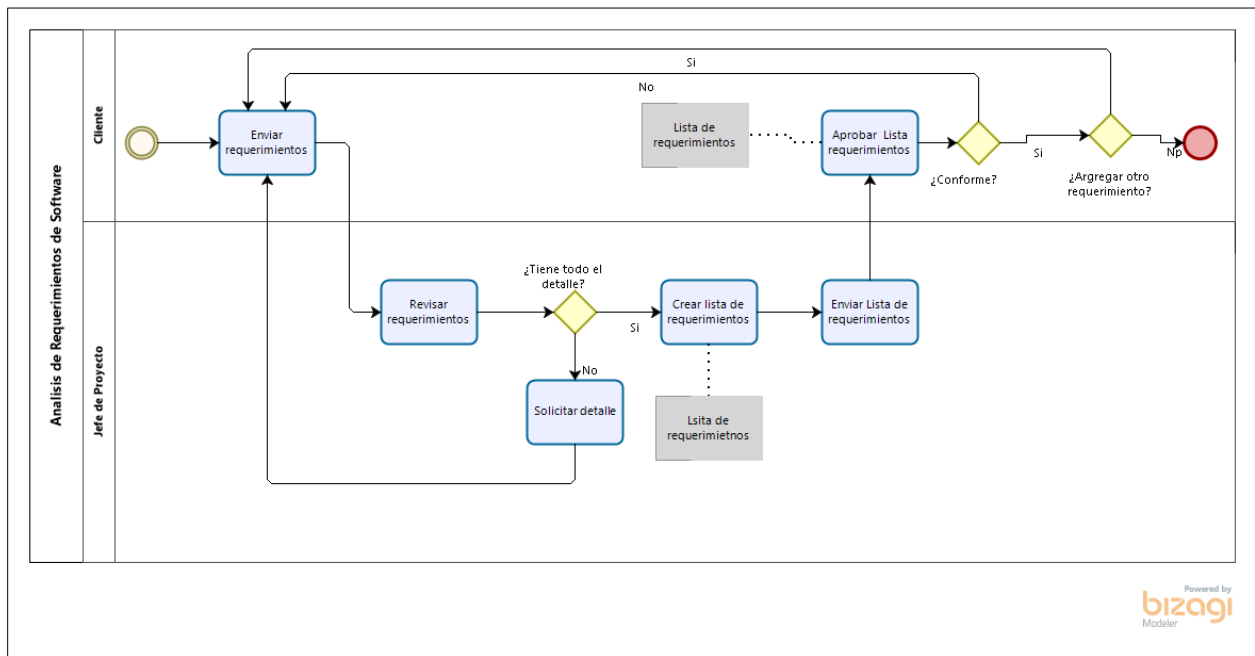 Analisis de Requerimientos de Software
Cliente
Enviar
requerimientos
Si
No
Lista de
requerimientos
Aprobar Lista
requerimientos
¿Conforme?
Si
¿Argregar otro
requerimiento?
Np
Jefe de Proyecto
Revisar
requerimientos
¿Tiene todo el
detalle?
Si
No
Solicitar detalle
Crear lista de
requerimientos
Lsita de
requerimietnos
Enviar Lista de
requerimientos
Powered by
bizagi
Modeler